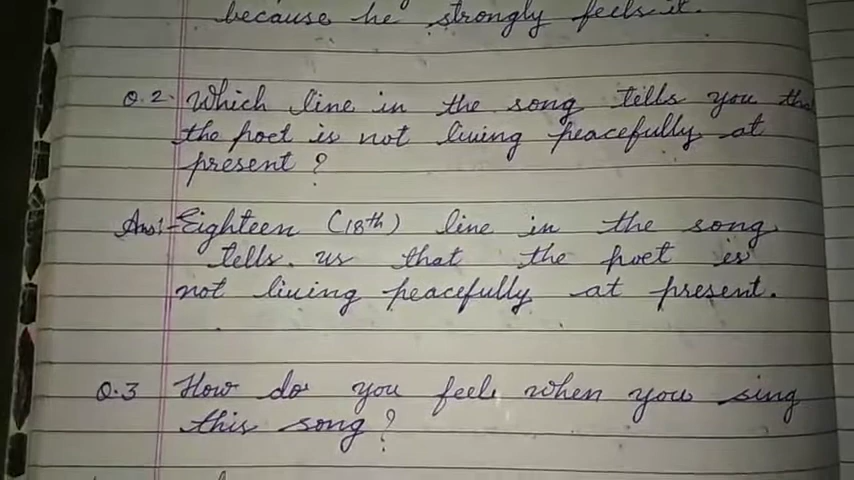 because he strongly feels it.
Q.2. Which line in the song tells you tha
the poet is not living peacefully at
present?
Ans:- Eighteen (18th) line in the song
tells us that the poet is
not living peacefully at present.
Q.3 How do you feel when you sing
this song?